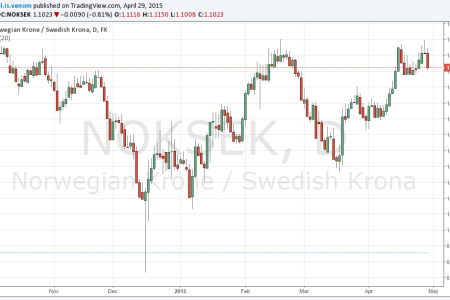 l.is.venom published on TradingView.com, April 29, 2015
C:NOKSEK 1.1023 ▼ −0.0090 (−0.81%) O:1.1116 H:1.1150 L:1.1008 C:1.1023
wegian Krone / Swedish Krona, D, FX
(20)
NOKSEK, D
Norwegian Krone / Swedish Krona
Nov Dec 2015 Feb Mar Apr May